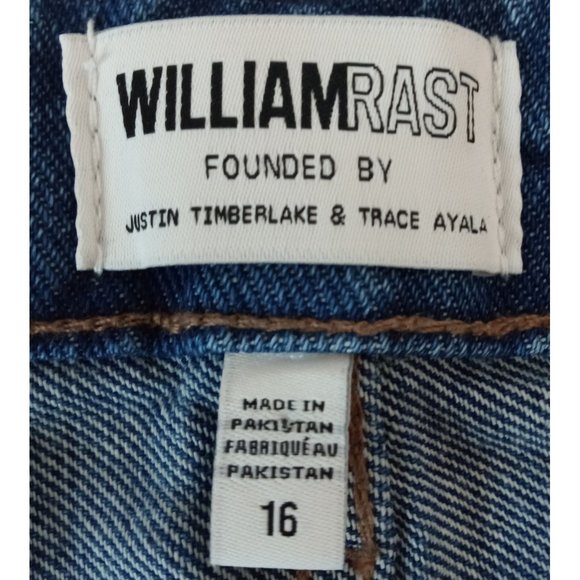 WILLIAMRAST
FOUNDED BY
JUSTIN TIMBERLAKE & TRACE AYALA
MADE IN
PAKISTAN
FABRIQUÉ AU
PAKISTAN
16